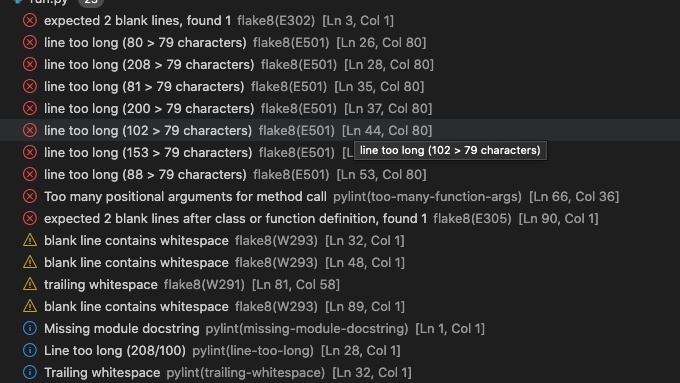 run.py 23
expected 2 blank lines, found 1 flake8(E302) [Ln 3, Col 1]
line too long (80 > 79 characters) flake8(E501) [Ln 26, Col 80]
line too long (208 > 79 characters) flake8(E501) [Ln 28, Col 80]
line too long (81 > 79 characters) flake8(E501) [Ln 35, Col 80]
line too long (200 > 79 characters) flake8(E501) [Ln 37, Col 80]
line too long (102 > 79 characters) flake8(E501) [Ln 44, Col 80]
line too long (153 > 79 characters) flake8(E501) [L
line too long (102 > 79 characters)
line too long (88 > 79 characters) flake8(E501) [Ln 53, Col 80]
Too many positional arguments for method call pylint(too-many-function-args) [Ln 66, Col 36]
expected 2 blank lines after class or function definition, found 1 flake8(E305) [Ln 90, Col 1]
blank line contains whitespace flake8(W293) [Ln 32, Col 1]
blank line contains whitespace flake8(W293) [Ln 48, Col 1]
trailing whitespace flake8(W291) [Ln 81, Col 58]
blank line contains whitespace flake8(W293) [Ln 89, Col 1]
Missing module docstring pylint(missing-module-docstring) [Ln 1, Col 1]
Line too long (208/100) pylint(line-too-long) [Ln 28, Col 1]
Trailing whitespace pylint(trailing-whitespace) [Ln 32, Col 1]